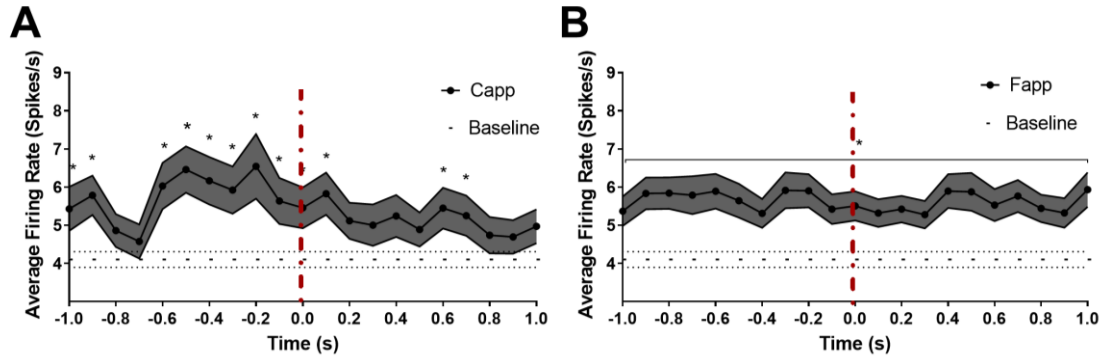 A
Average Firing Rate (Spikes/s)
9
8
7
6
5
4
* * * * * * * * * * * *
Capp
Baseline
-1.0 -0.8 -0.6 -0.4 -0.2 0.0 0.2 0.4 0.6 0.8 1.0
Time (s)
B
Average Firing Rate (Spikes/s)
9
8
7
6
5
4
*
Fapp
Baseline
-1.0 -0.8 -0.6 -0.4 -0.2 0.0 0.2 0.4 0.6 0.8 1.0
Time (s)